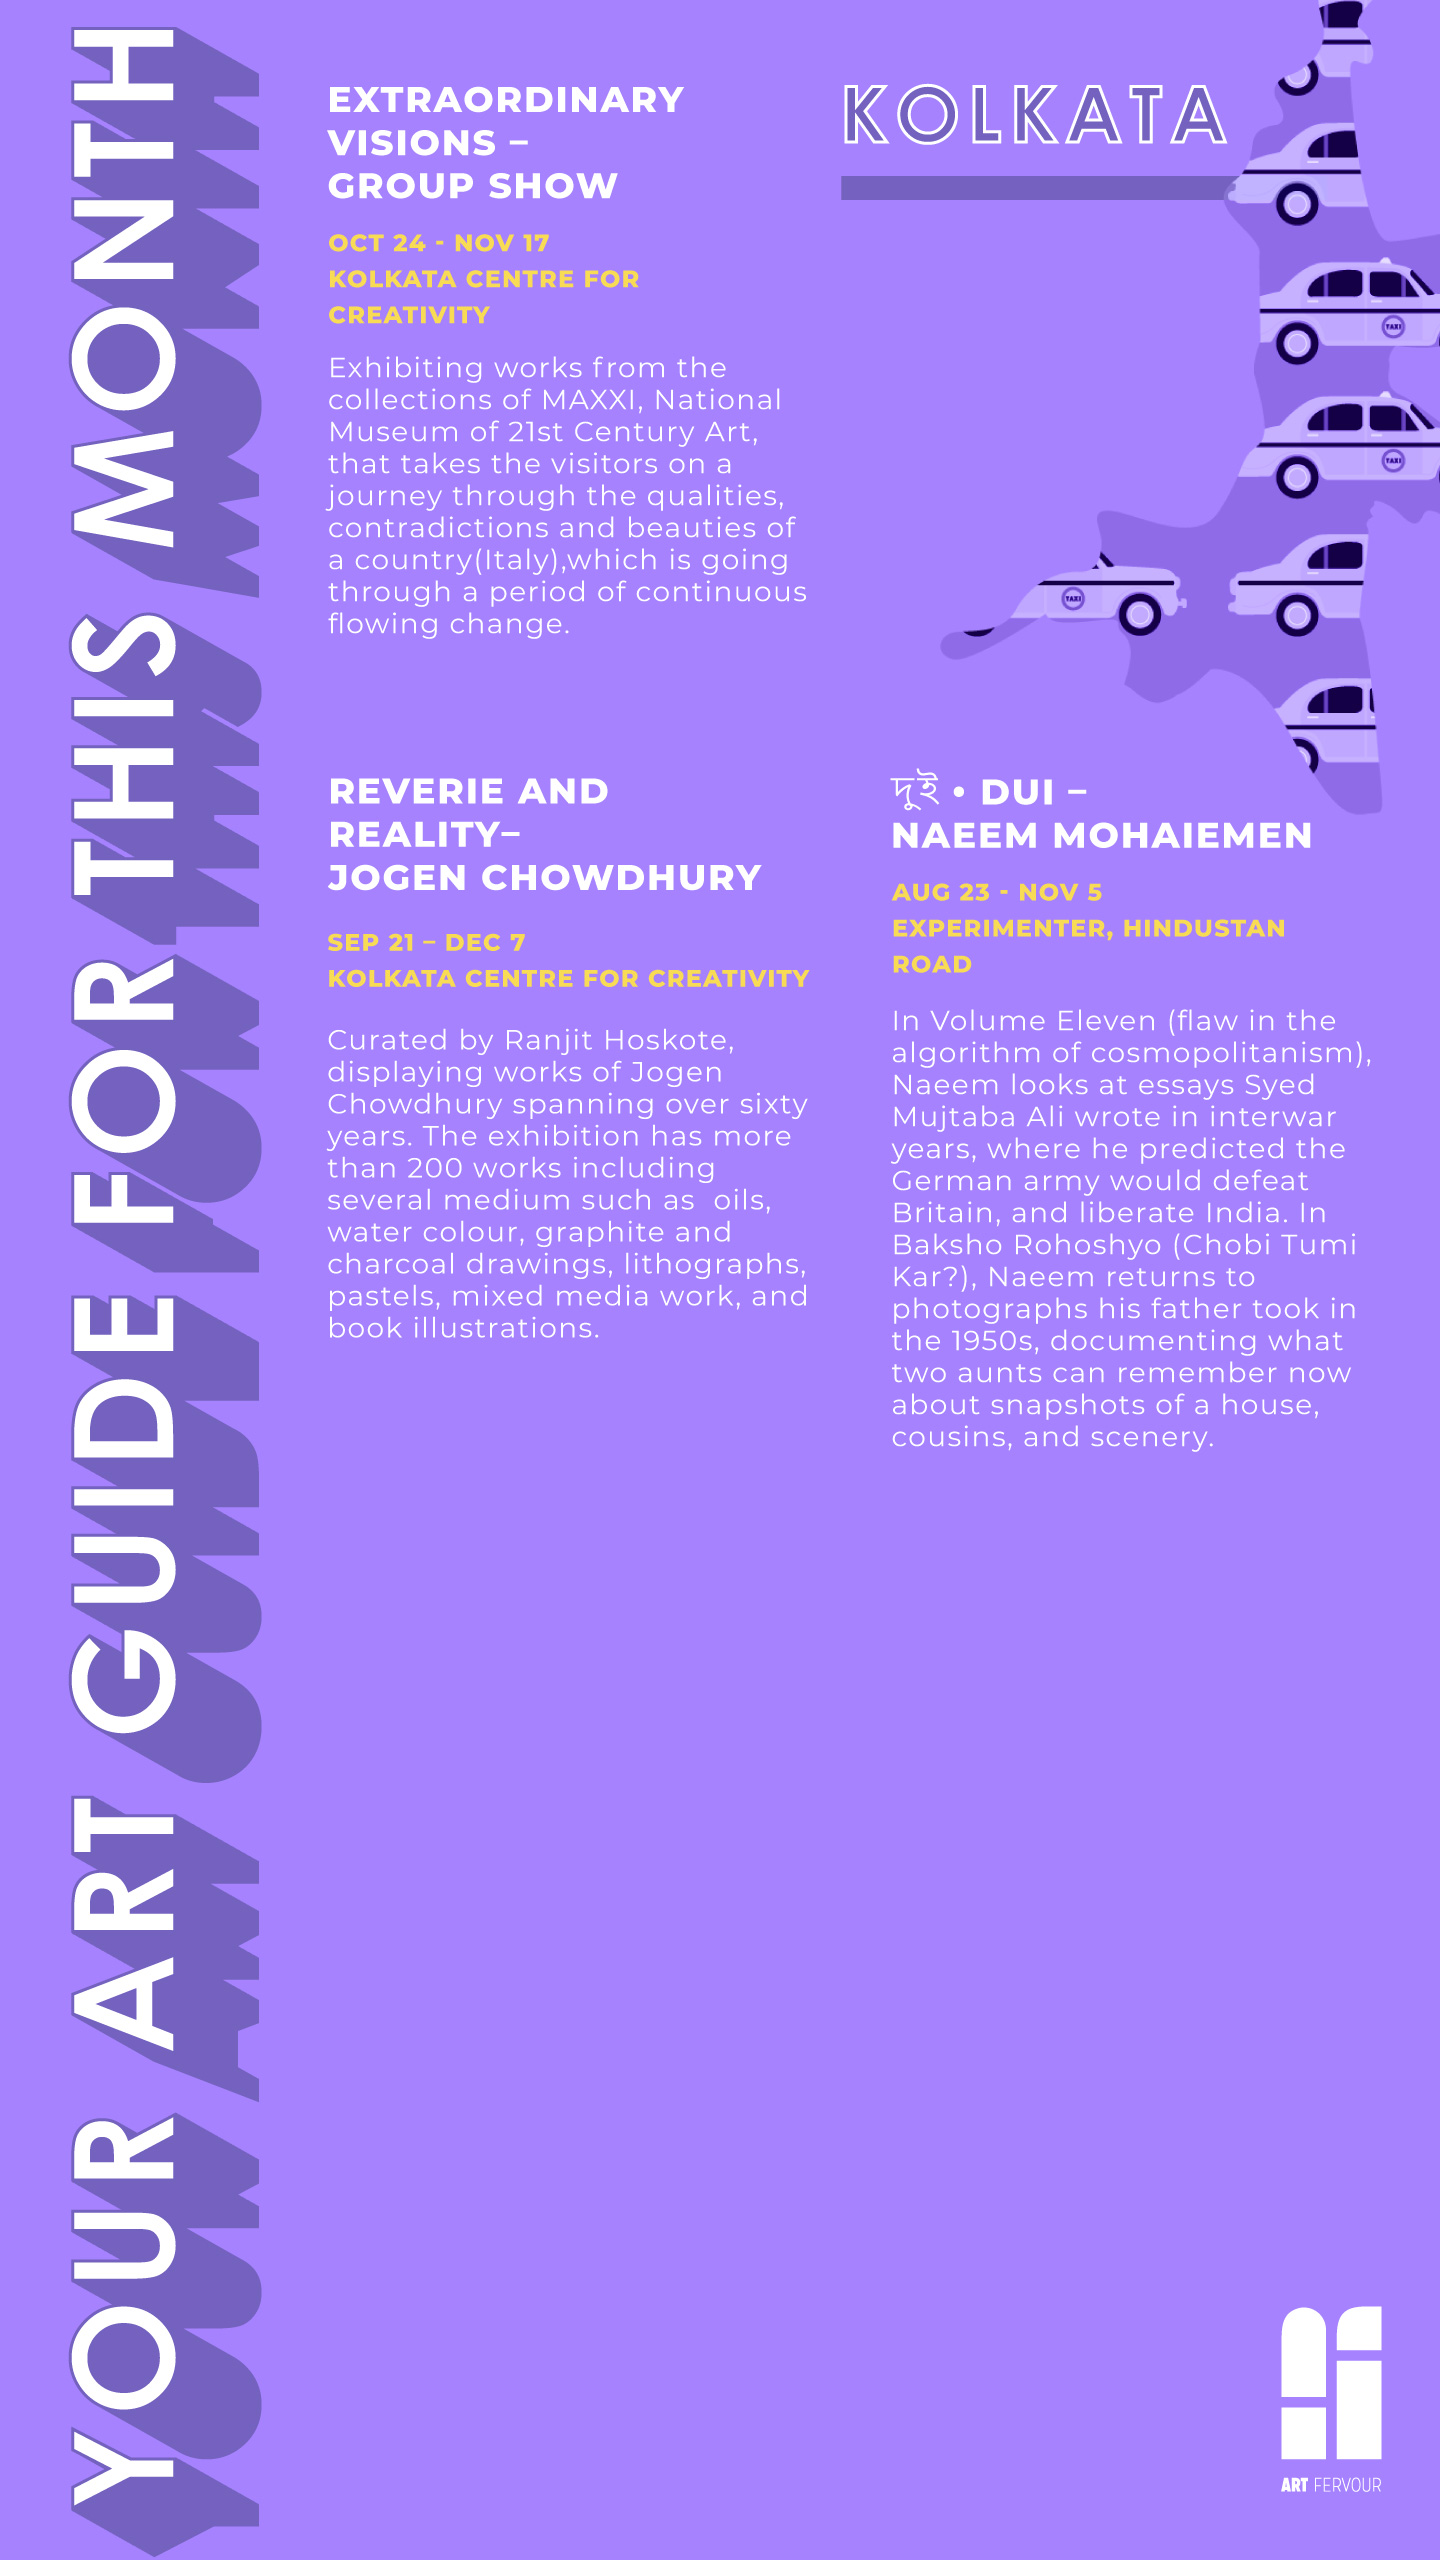 YOUR ART GUIDE FOR THIS MONTH
KOLKATA
EXTRAORDINARY
VISIONS –
GROUP SHOW
OCT 24 - NOV 17
KOLKATA CENTRE FOR
CREATIVITY
Exhibiting works from the
collections of MAXXI, National
Museum of 21st Century Art,
that takes the visitors on a
journey through the qualities,
contradictions and beauties of
a country(Italy),which is going
through a period of continuous
flowing change.
TAXI
TAXI
TAXI
REVERIE AND
REALITY–
JOGEN CHOWDHURY
SEP 21 – DEC 7
KOLKATA CENTRE FOR CREATIVITY
Curated by Ranjit Hoskote,
displaying works of Jogen
Chowdhury spanning over sixty
years. The exhibition has more
than 200 works including
several medium such as  oils,
water colour, graphite and
charcoal drawings, lithographs,
pastels, mixed media work, and
book illustrations.
দুই • DUI –
NAEEM MOHAIEMEN
AUG 23 - NOV 5
EXPERIMENTER, HINDUSTAN
ROAD
In Volume Eleven (flaw in the
algorithm of cosmopolitanism),
Naeem looks at essays Syed
Mujtaba Ali wrote in interwar
years, where he predicted the
German army would defeat
Britain, and liberate India. In
Baksho Rohoshyo (Chobi Tumi
Kar?), Naeem returns to
photographs his father took in
the 1950s, documenting what
two aunts can remember now
about snapshots of a house,
cousins, and scenery.
ART FERVOUR